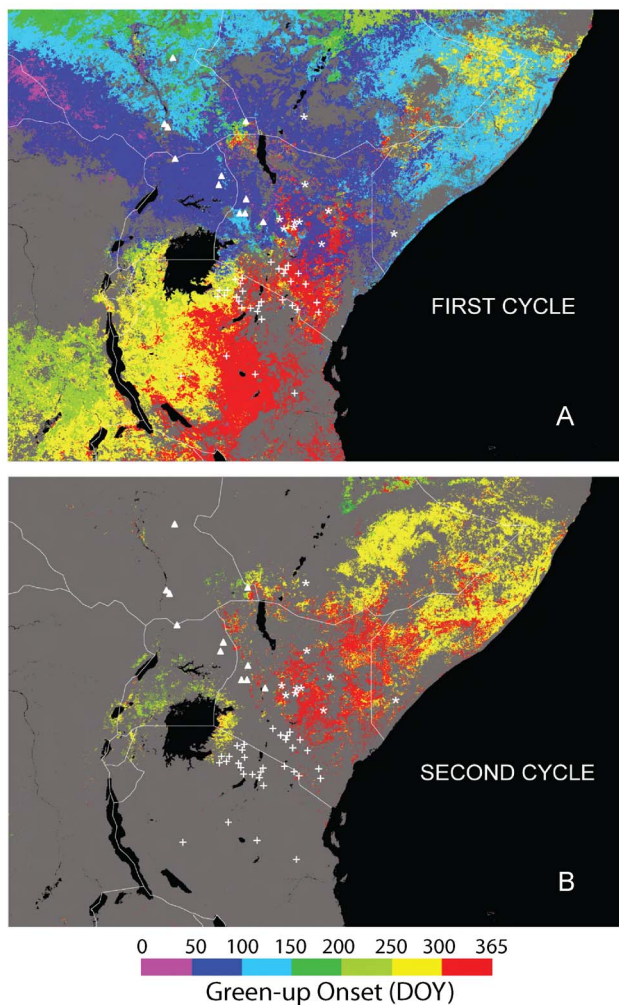 FIRST CYCLE
A
SECOND CYCLE
B
0 50 100 150 200 250 300 365
Green-up Onset (DOY)